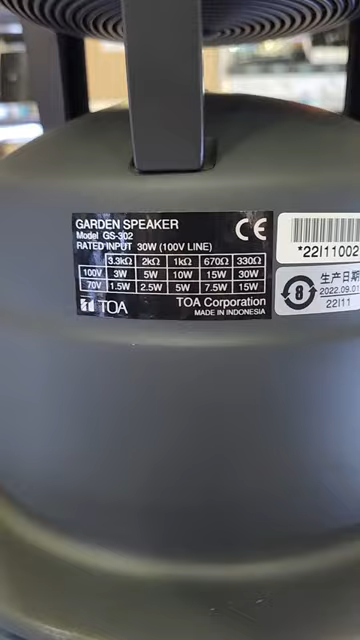 GARDEN SPEAKER
Model GS-302
RATED INPUT 30W (100V LINE)
CE
3.3kΩ 2kΩ 1kΩ 670Ω 330Ω
100V 3W 5W 10W 15W 30W
70V 1.5W 2.5W 5W 7.5W 15W
TOA
TOA Corporation
MADE IN INDONESIA
*22I11002
8
生产日期
2022.09.01
22I11